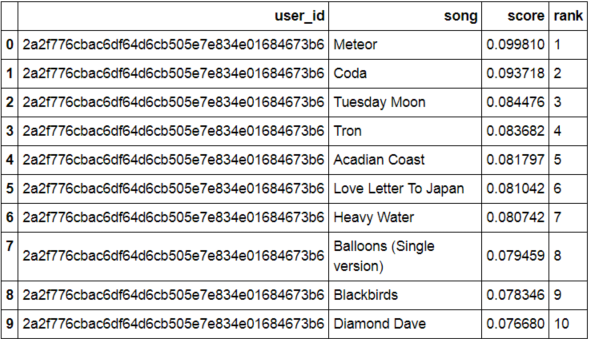 user_id song score rank
0 2a2f776cbac6df64d6cb505e7e834e01684673b6 Meteor 0.099810 1
1 2a2f776cbac6df64d6cb505e7e834e01684673b6 Coda 0.093718 2
2 2a2f776cbac6df64d6cb505e7e834e01684673b6 Tuesday Moon 0.084476 3
3 2a2f776cbac6df64d6cb505e7e834e01684673b6 Tron 0.083682 4
4 2a2f776cbac6df64d6cb505e7e834e01684673b6 Acadian Coast 0.081797 5
5 2a2f776cbac6df64d6cb505e7e834e01684673b6 Love Letter To Japan 0.081042 6
6 2a2f776cbac6df64d6cb505e7e834e01684673b6 Heavy Water 0.080742 7
7 2a2f776cbac6df64d6cb505e7e834e01684673b6 Balloons (Single
version) 0.079459 8
8 2a2f776cbac6df64d6cb505e7e834e01684673b6 Blackbirds 0.078346 9
9 2a2f776cbac6df64d6cb505e7e834e01684673b6 Diamond Dave 0.076680 10